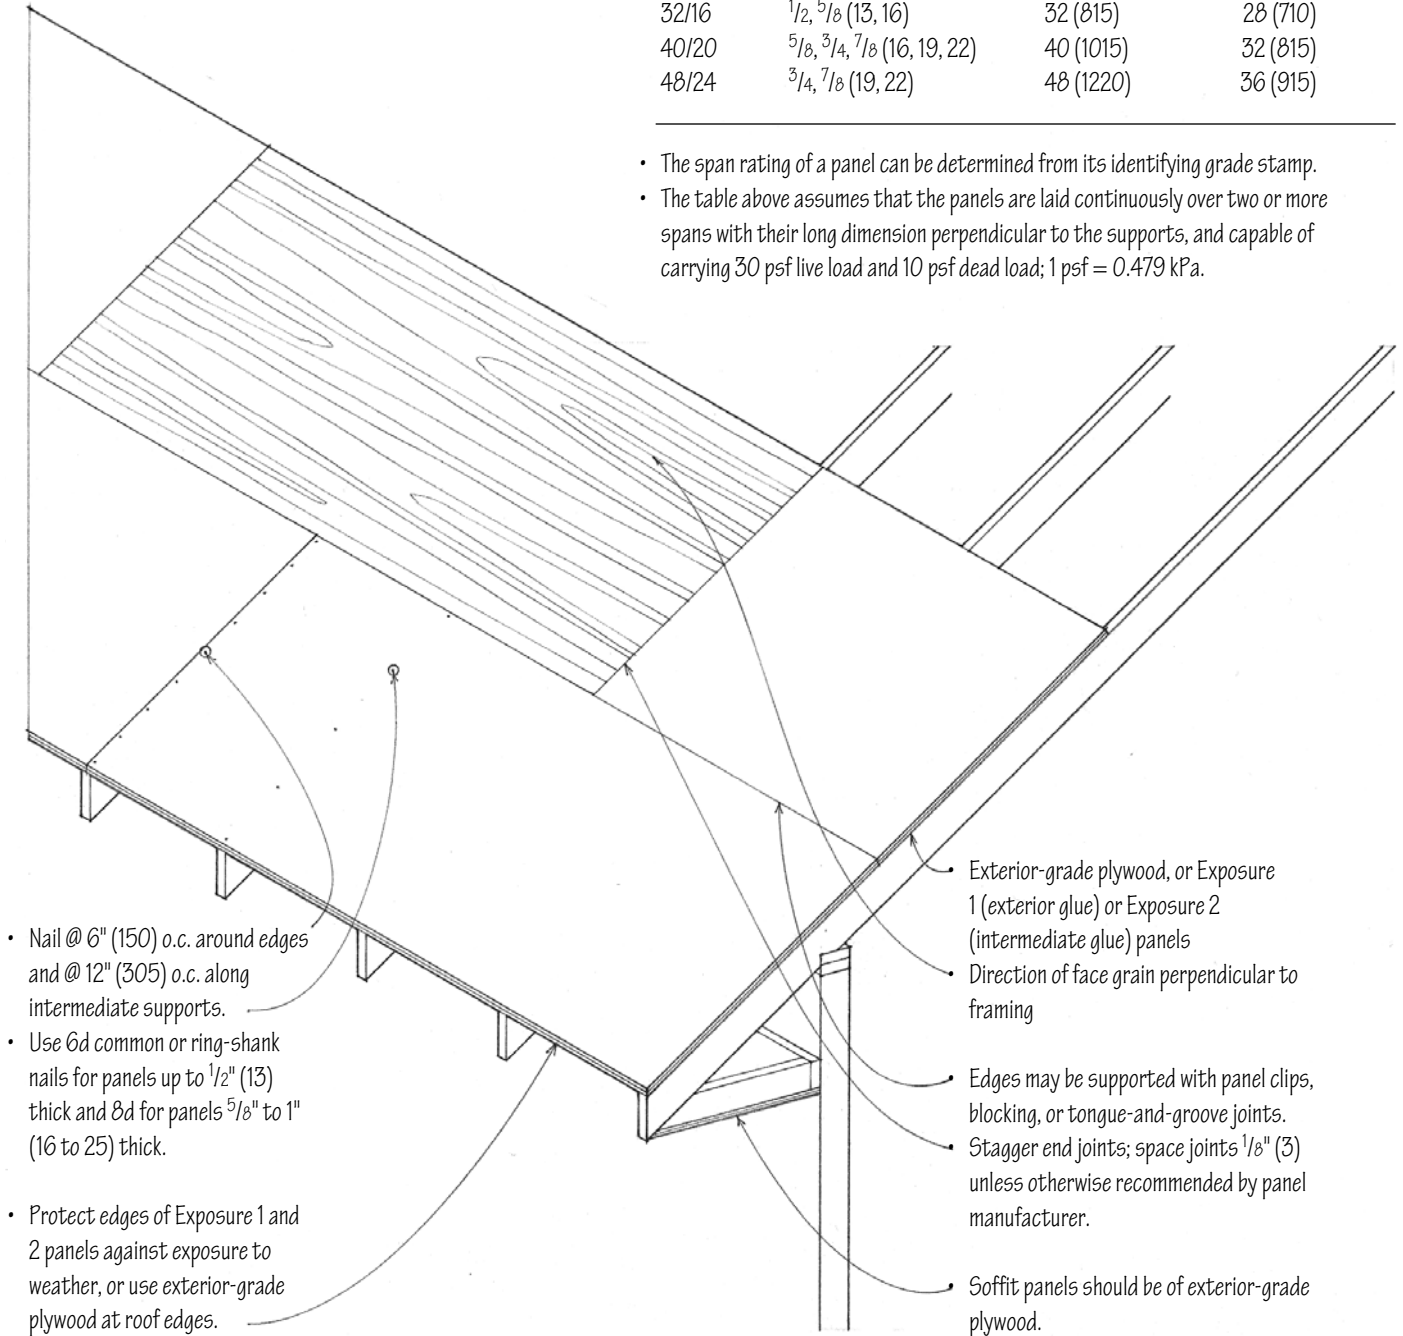 32/16 1/2, 5/8 (13, 16) 32 (815) 28 (710)
40/20 5/8, 3/4, 7/8 (16, 19, 22) 40 (1015) 32 (815)
48/24 3/4, 7/8 (19, 22) 48 (1220) 36 (915)
• The span rating of a panel can be determined from its identifying grade stamp.
• The table above assumes that the panels are laid continuously over two or more
spans with their long dimension perpendicular to the supports, and capable of
carrying 30 psf live load and 10 psf dead load; 1 psf = 0.479 kPa.
• Nail @ 6" (150) o.c. around edges
and @ 12" (305) o.c. along
intermediate supports.
• Use 6d common or ring-shank
nails for panels up to 1/2" (13)
thick and 8d for panels 5/8" to 1"
(16 to 25) thick.
• Protect edges of Exposure 1 and
2 panels against exposure to
weather, or use exterior-grade
plywood at roof edges.
• Exterior-grade plywood, or Exposure
1 (exterior glue) or Exposure 2
(intermediate glue) panels
• Direction of face grain perpendicular to
framing
• Edges may be supported with panel clips,
blocking, or tongue-and-groove joints.
• Stagger end joints; space joints 1/8" (3)
unless otherwise recommended by panel
manufacturer.
• Soffit panels should be of exterior-grade
plywood.